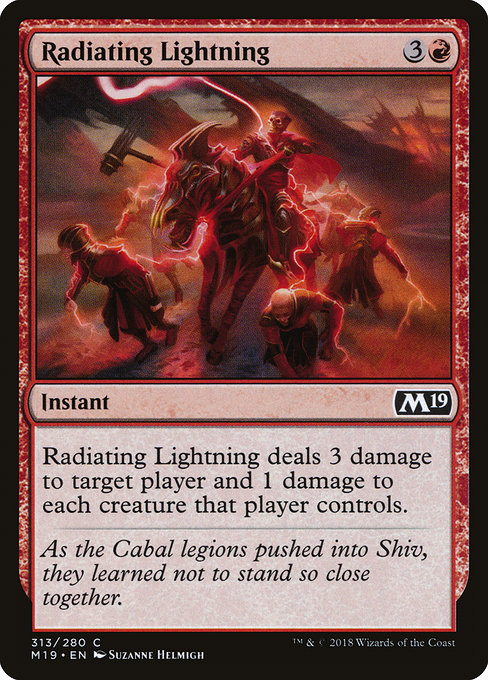 Radiating Lightning 3
Instant M19
Radiating Lightning deals 3 damage
to target player and 1 damage to
each creature that player controls.
As the Cabal legions pushed into Shiv,
they learned not to stand so close
together.
313/280 C ™ & © 2018 Wizards of the Coast
M19 • EN Suzanne Helmigh